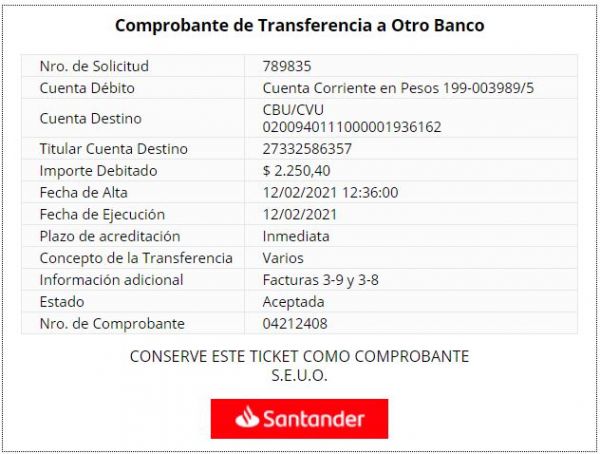 Comprobante de Transferencia a Otro Banco
Nro. de Solicitud 789835
Cuenta Débito Cuenta Corriente en Pesos 199-003989/5
Cuenta Destino CBU/CVU
0200940111000001936162
Titular Cuenta Destino 27332586357
Importe Debitado $ 2.250,40
Fecha de Alta 12/02/2021 12:36:00
Fecha de Ejecución 12/02/2021
Plazo de acreditación Inmediata
Concepto de la Transferencia Varios
Información adicional Facturas 3-9 y 3-8
Estado Aceptada
Nro. de Comprobante 04212408
CONSERVE ESTE TICKET COMO COMPROBANTE
S.E.U.O.
Santander